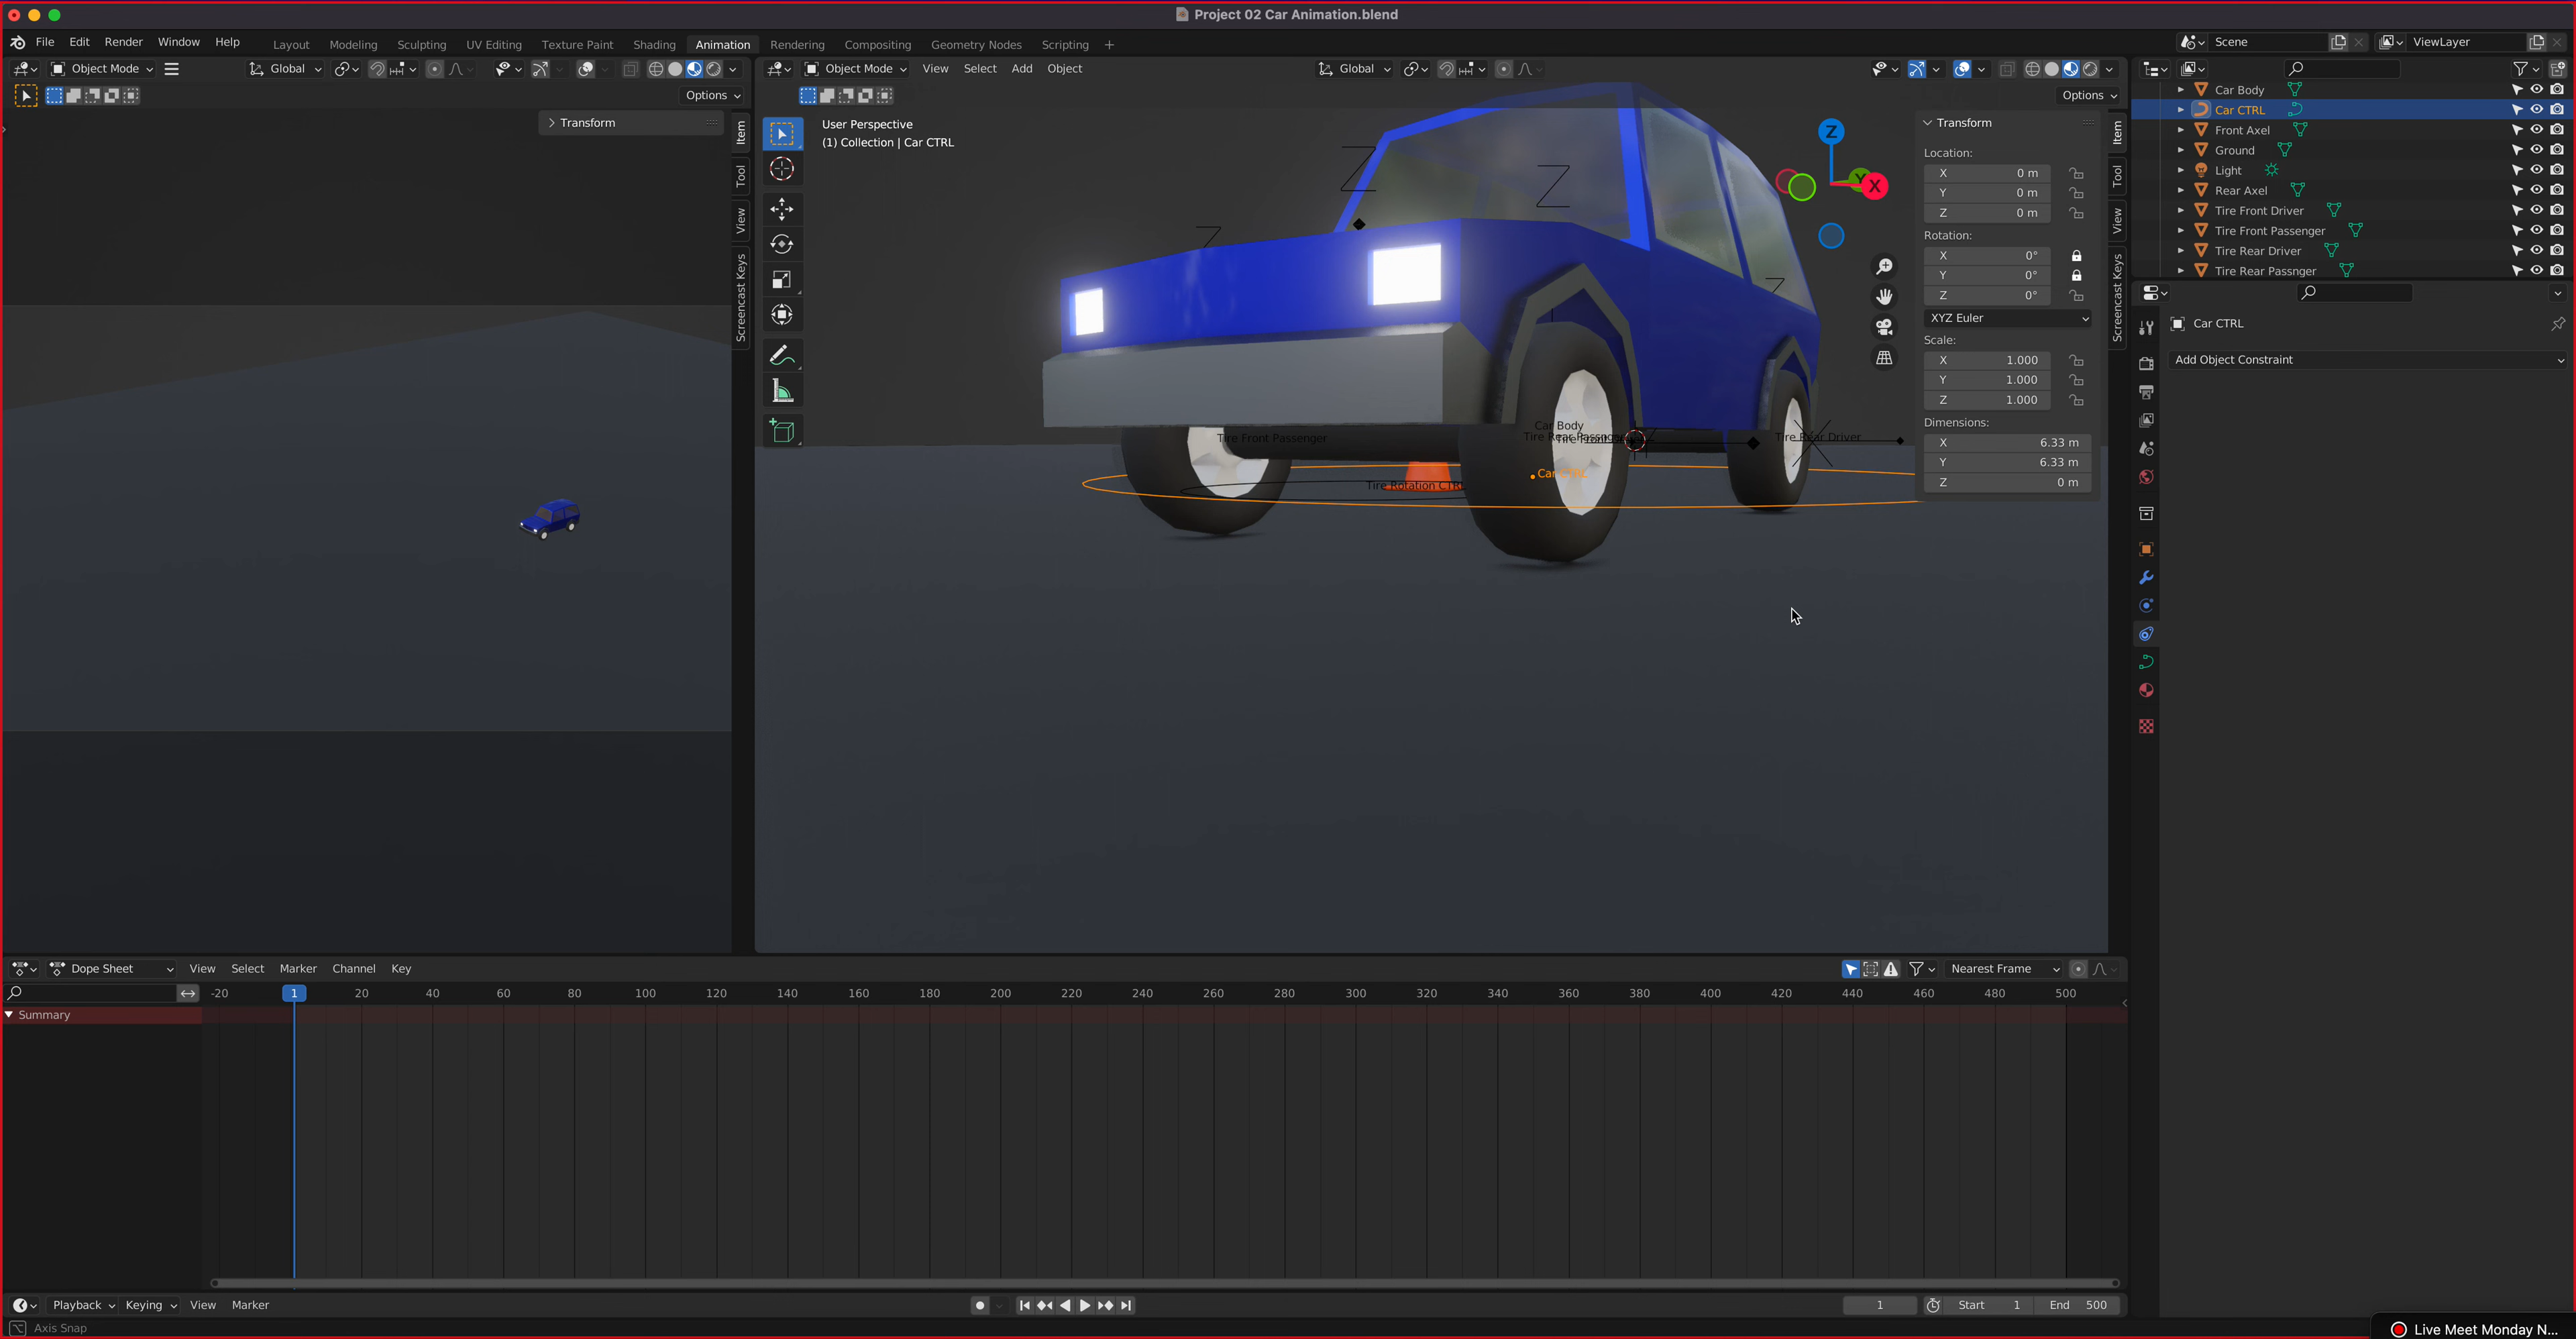 Project 02 Car Animation.blend
File Edit Render Window Help Layout Modeling Sculpting UV Editing Texture Paint Shading Animation Rendering Compositing Geometry Nodes Scripting + Scene ViewLayer
Object Mode Global
Object Mode View Select Add Object Global
Options
Options
Transform
Item
Tool
View
Screencast Keys
User Perspective
(1) Collection | Car CTRL
Z
Y
X
Car Body
Tire Rear Passnger
Tire Front Passenger
Tire Rear Driver
Car CTRL
Tire Rotation CTRL
Transform
Location:
X 0 m
Y 0 m
Z 0 m
Rotation:
X 0°
Y 0°
Z 0°
XYZ Euler
Scale:
X 1.000
Y 1.000
Z 1.000
Dimensions:
X 6.33 m
Y 6.33 m
Z 0 m
Item
Tool
View
Screencast Keys
Car Body
Car CTRL
Front Axel
Ground
Light
Rear Axel
Tire Front Driver
Tire Front Passenger
Tire Rear Driver
Tire Rear Passnger
Car CTRL
Add Object Constraint
Dope Sheet View Select Marker Channel Key Nearest Frame
-20 1 20 40 60 80 100 120 140 160 180 200 220 240 260 280 300 320 340 360 380 400 420 440 460 480 500
Summary
Playback Keying View Marker 1 Start 1 End 500
Axis Snap
Live Meet Monday N...